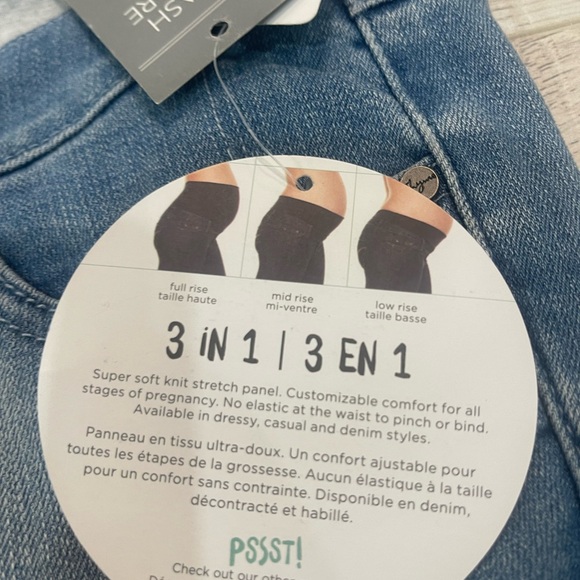 ASH
RE
full rise
taille haute
mid rise
mi-ventre
low rise
taille basse
3 iN 1 | 3 EN 1
Super soft knit stretch panel. Customizable comfort for all
stages of pregnancy. No elastic at the waist to pinch or bind.
Available in dressy, casual and denim styles.
Panneau en tissu ultra-doux. Un confort ajustable pour
toutes les étapes de la grossesse. Aucun élastique à la taille
pour un confort sans contrainte. Disponible en denim,
décontracté et habillé.
PSSST!
Check out our other